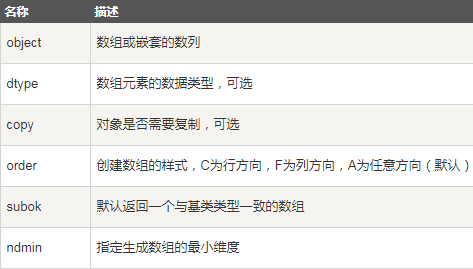 名称 描述
object 数组或嵌套的数列
dtype 数组元素的数据类型，可选
copy 对象是否需要复制，可选
order 创建数组的样式，C为行方向，F为列方向，A为任意方向（默认）
subok 默认返回一个与基类类型一致的数组
ndmin 指定生成数组的最小维度